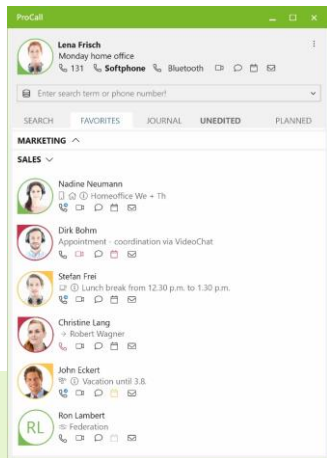 ProCall
Lena Frisch
Monday home office
131 Softphone Bluetooth
Enter search term or phone number!
SEARCH FAVORITES JOURNAL UNEDITED PLANNED
MARKETING
SALES
Nadine Neumann
Homeoffice We + Th
Dirk Bohm
Appointment - coordination via VideoChat
Stefan Frei
Lunch break from 12.30 p.m. to 1.30 p.m.
Christine Lang
→ Robert Wagner
John Eckert
Vacation until 3.8.
RL
Ron Lambert
Federation